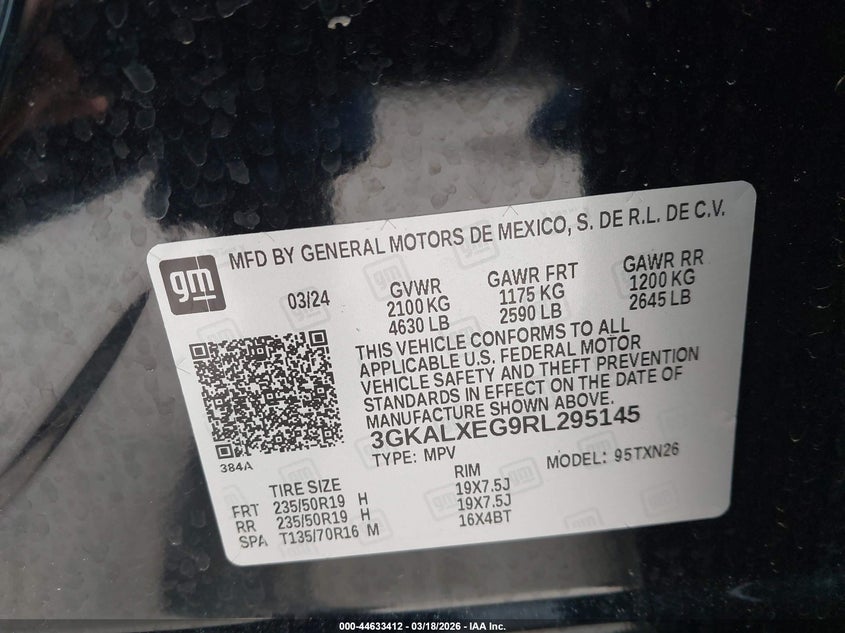 gm
MFD BY GENERAL MOTORS DE MEXICO, S. DE R.L. DE C.V.
03/24
GVWR
2100 KG
4630 LB
GAWR FRT
1175 KG
2590 LB
GAWR RR
1200 KG
2645 LB
THIS VEHICLE CONFORMS TO ALL
APPLICABLE U.S. FEDERAL MOTOR
VEHICLE SAFETY AND THEFT PREVENTION
STANDARDS IN EFFECT ON THE DATE OF
MANUFACTURE SHOWN ABOVE.
3GKALXEG9RL295145
TYPE: MPV
MODEL: 95TXN26
384A
TIRE SIZE RIM
FRT 235/50R19 H 19X7.5J
RR 235/50R19 H 19X7.5J
SPA T135/70R16 M 16X4BT
000-44633412 - 03/18/2026 - IAA Inc.